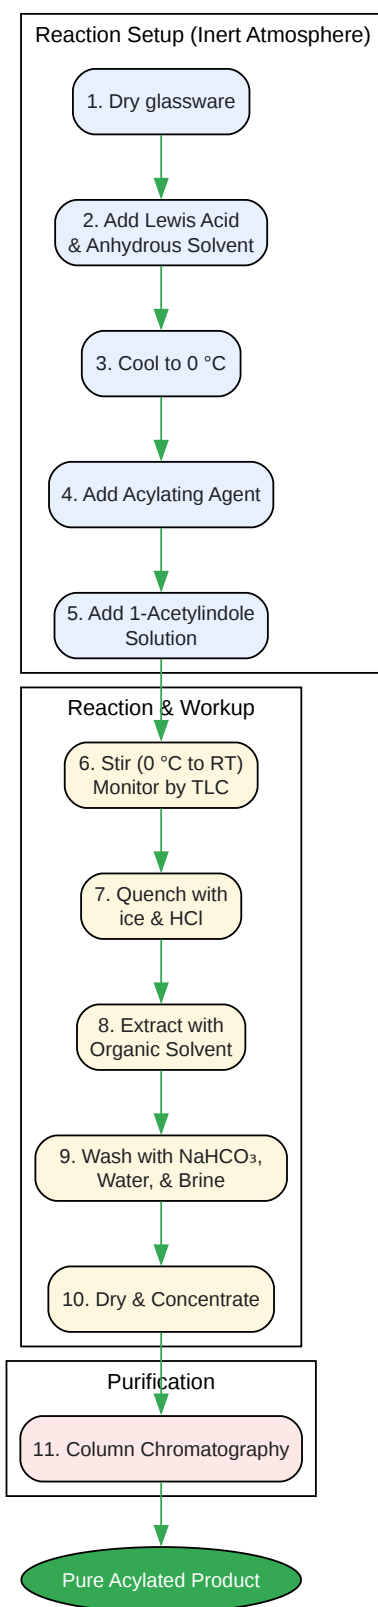 Reaction Setup (Inert Atmosphere)
1. Dry glassware
2. Add Lewis Acid
& Anhydrous Solvent
3. Cool to 0 °C
4. Add Acylating Agent
5. Add 1-Acetylindole
Solution
Reaction & Workup
6. Stir (0 °C to RT)
Monitor by TLC
7. Quench with
ice & HCl
8. Extract with
Organic Solvent
9. Wash with NaHCO₃,
Water, & Brine
10. Dry & Concentrate
Purification
11. Column Chromatography
Pure Acylated Product